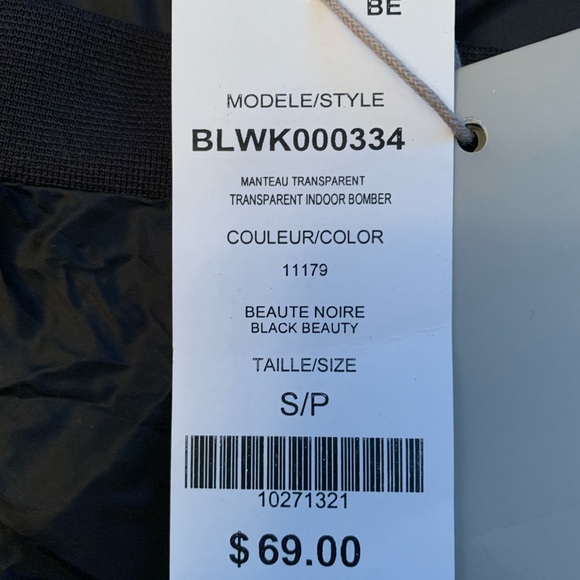 BE
MODELE/STYLE
BLWK000334
MANTEAU TRANSPARENT
TRANSPARENT INDOOR BOMBER
COULEUR/COLOR
11179
BEAUTE NOIRE
BLACK BEAUTY
TAILLE/SIZE
S/P
10271321
$ 69.00